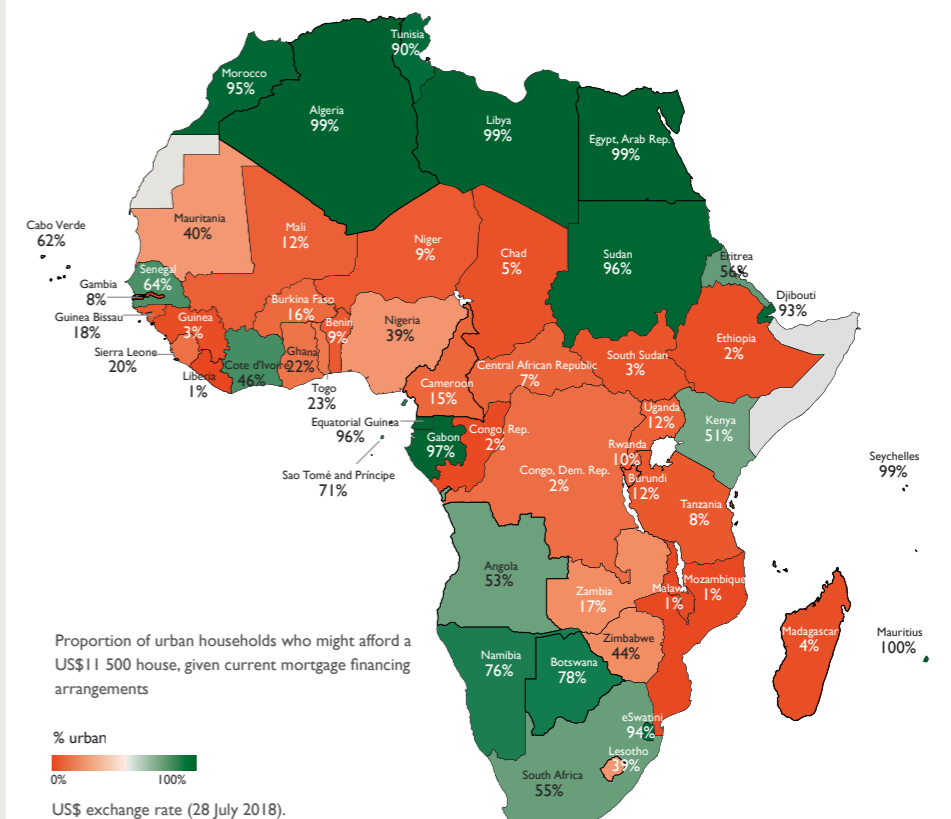 Tunisia
90%
Morocco
95%
Algeria
99%
Libya
99%
Egypt, Arab Rep.
99%
Cabo Verde
62%
Mauritania
40%
Mali
12%
Niger
9%
Chad
5%
Sudan
96%
Eritrea
56%
Senegal
64%
Gambia
8%
Djibouti
93%
Guinea Bissau
18%
Guinea
3%
Burkina Faso
16%
Benin
9%
Nigeria
39%
Ethiopia
2%
Sierra Leone
20%
Liberia
1%
Cote d'Ivoire
46%
Ghana
22%
Togo
23%
Cameroon
15%
Central African Republic
7%
South Sudan
3%
Equatorial Guinea
96%
Gabon
97%
Congo, Rep.
2%
Uganda
12%
Kenya
51%
Sao Tomé and Príncipe
71%
Congo, Dem. Rep.
2%
Rwanda
10%
Burundi
12%
Seychelles
99%
Tanzania
8%
Angola
53%
Zambia
17%
Malawi
1%
Mozambique
1%
Zimbabwe
44%
Madagascar
4%
Mauritius
100%
Namibia
76%
Botswana
78%
eSwatini
94%
Lesotho
39%
South Africa
55%
Proportion of urban households who might afford a
US$11 500 house, given current mortgage financing
arrangements
% urban
0% 100%
US$ exchange rate (28 July 2018).